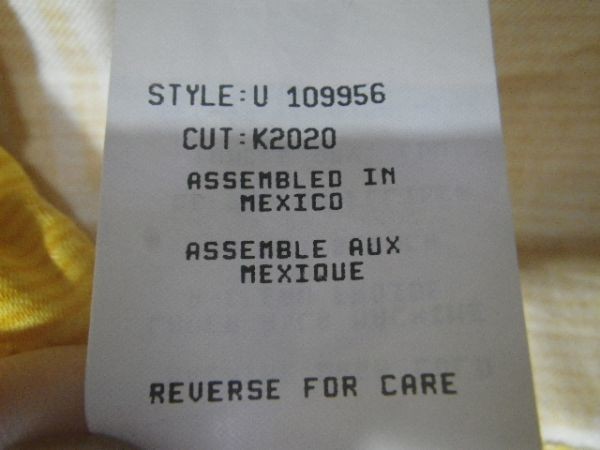 STYLE:U 109956
CUT:K2020
ASSEMBLED IN
MEXICO
ASSEMBLE AUX
MEXIQUE
REVERSE FOR CARE